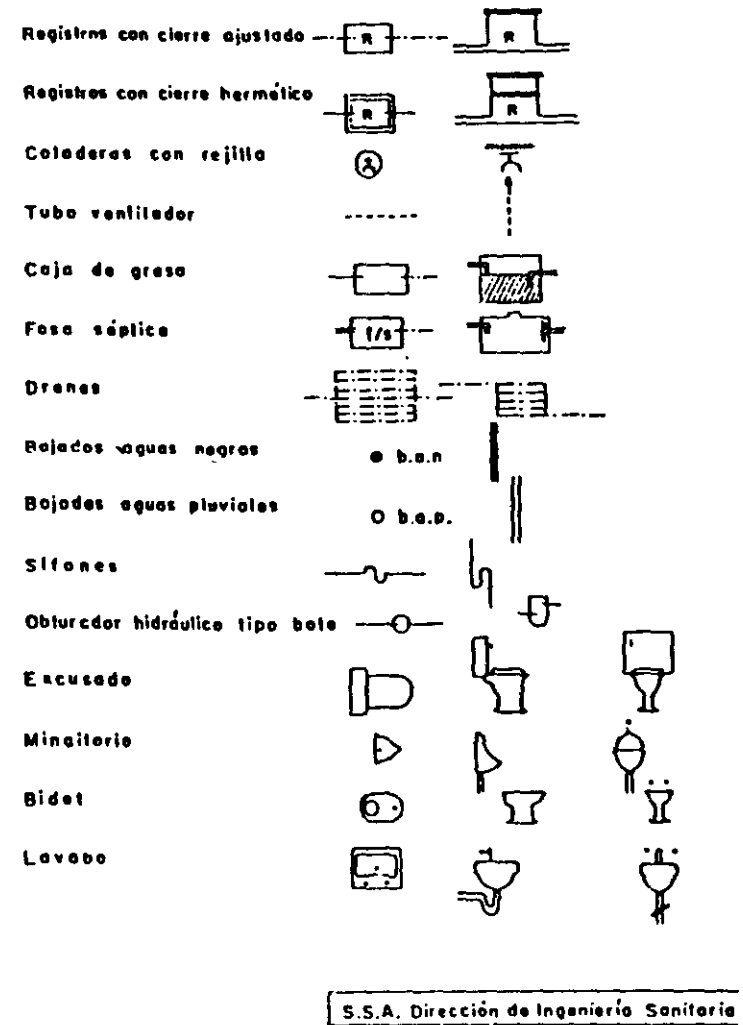 Registros con cierre ajustado R R
Registros con cierre hermético R R
Coladeras con rejilla
Tubo ventilador
Caja de grasa
Fosa séptica f/s
Drenes
Bajadas aguas negras b.a.n
Bajadas aguas pluviales b.a.p.
Sifones
Obturador hidráulico tipo bote
Excusado
Mingitorio
Bidet
Lavabo
S.S.A. Dirección de Ingeniería Sanitaria